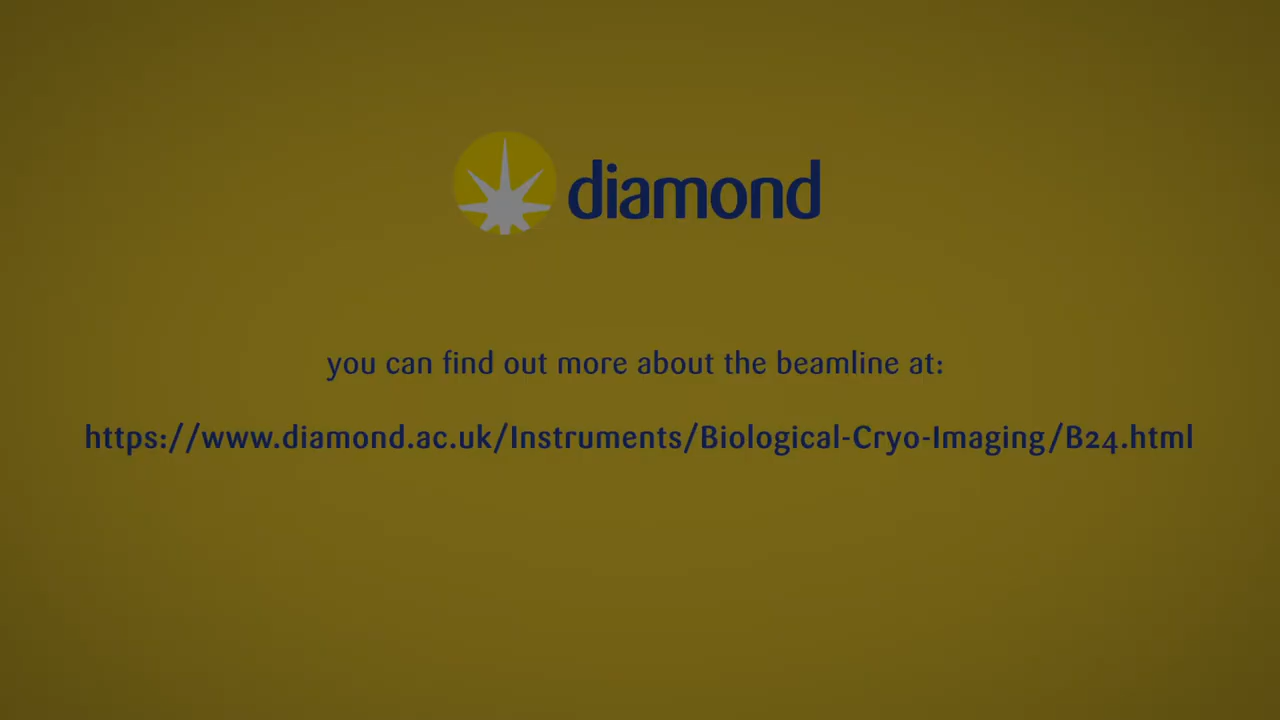 diamond
you can find out more about the beamline at:
https://www.diamond.ac.uk/Instruments/Biological-Cryo-Imaging/B24.html